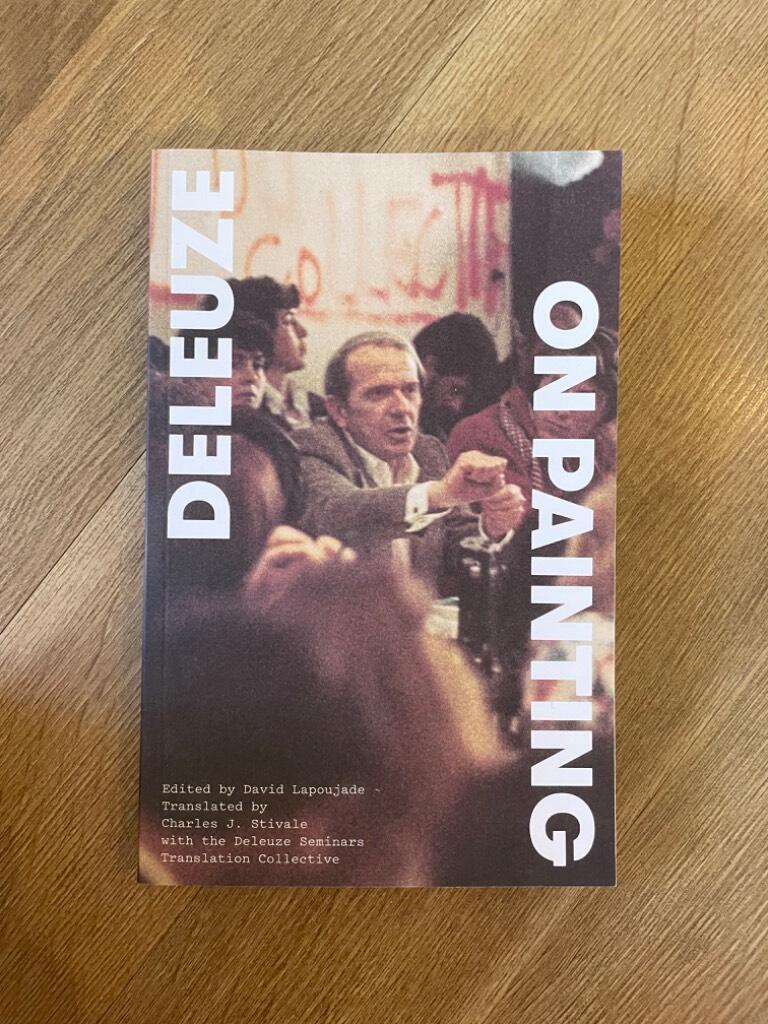 DELEUZE
ON PAINTING
Edited by David Lapoujade
Translated by
Charles J. Stivale
with the Deleuze Seminars
Translation Collective